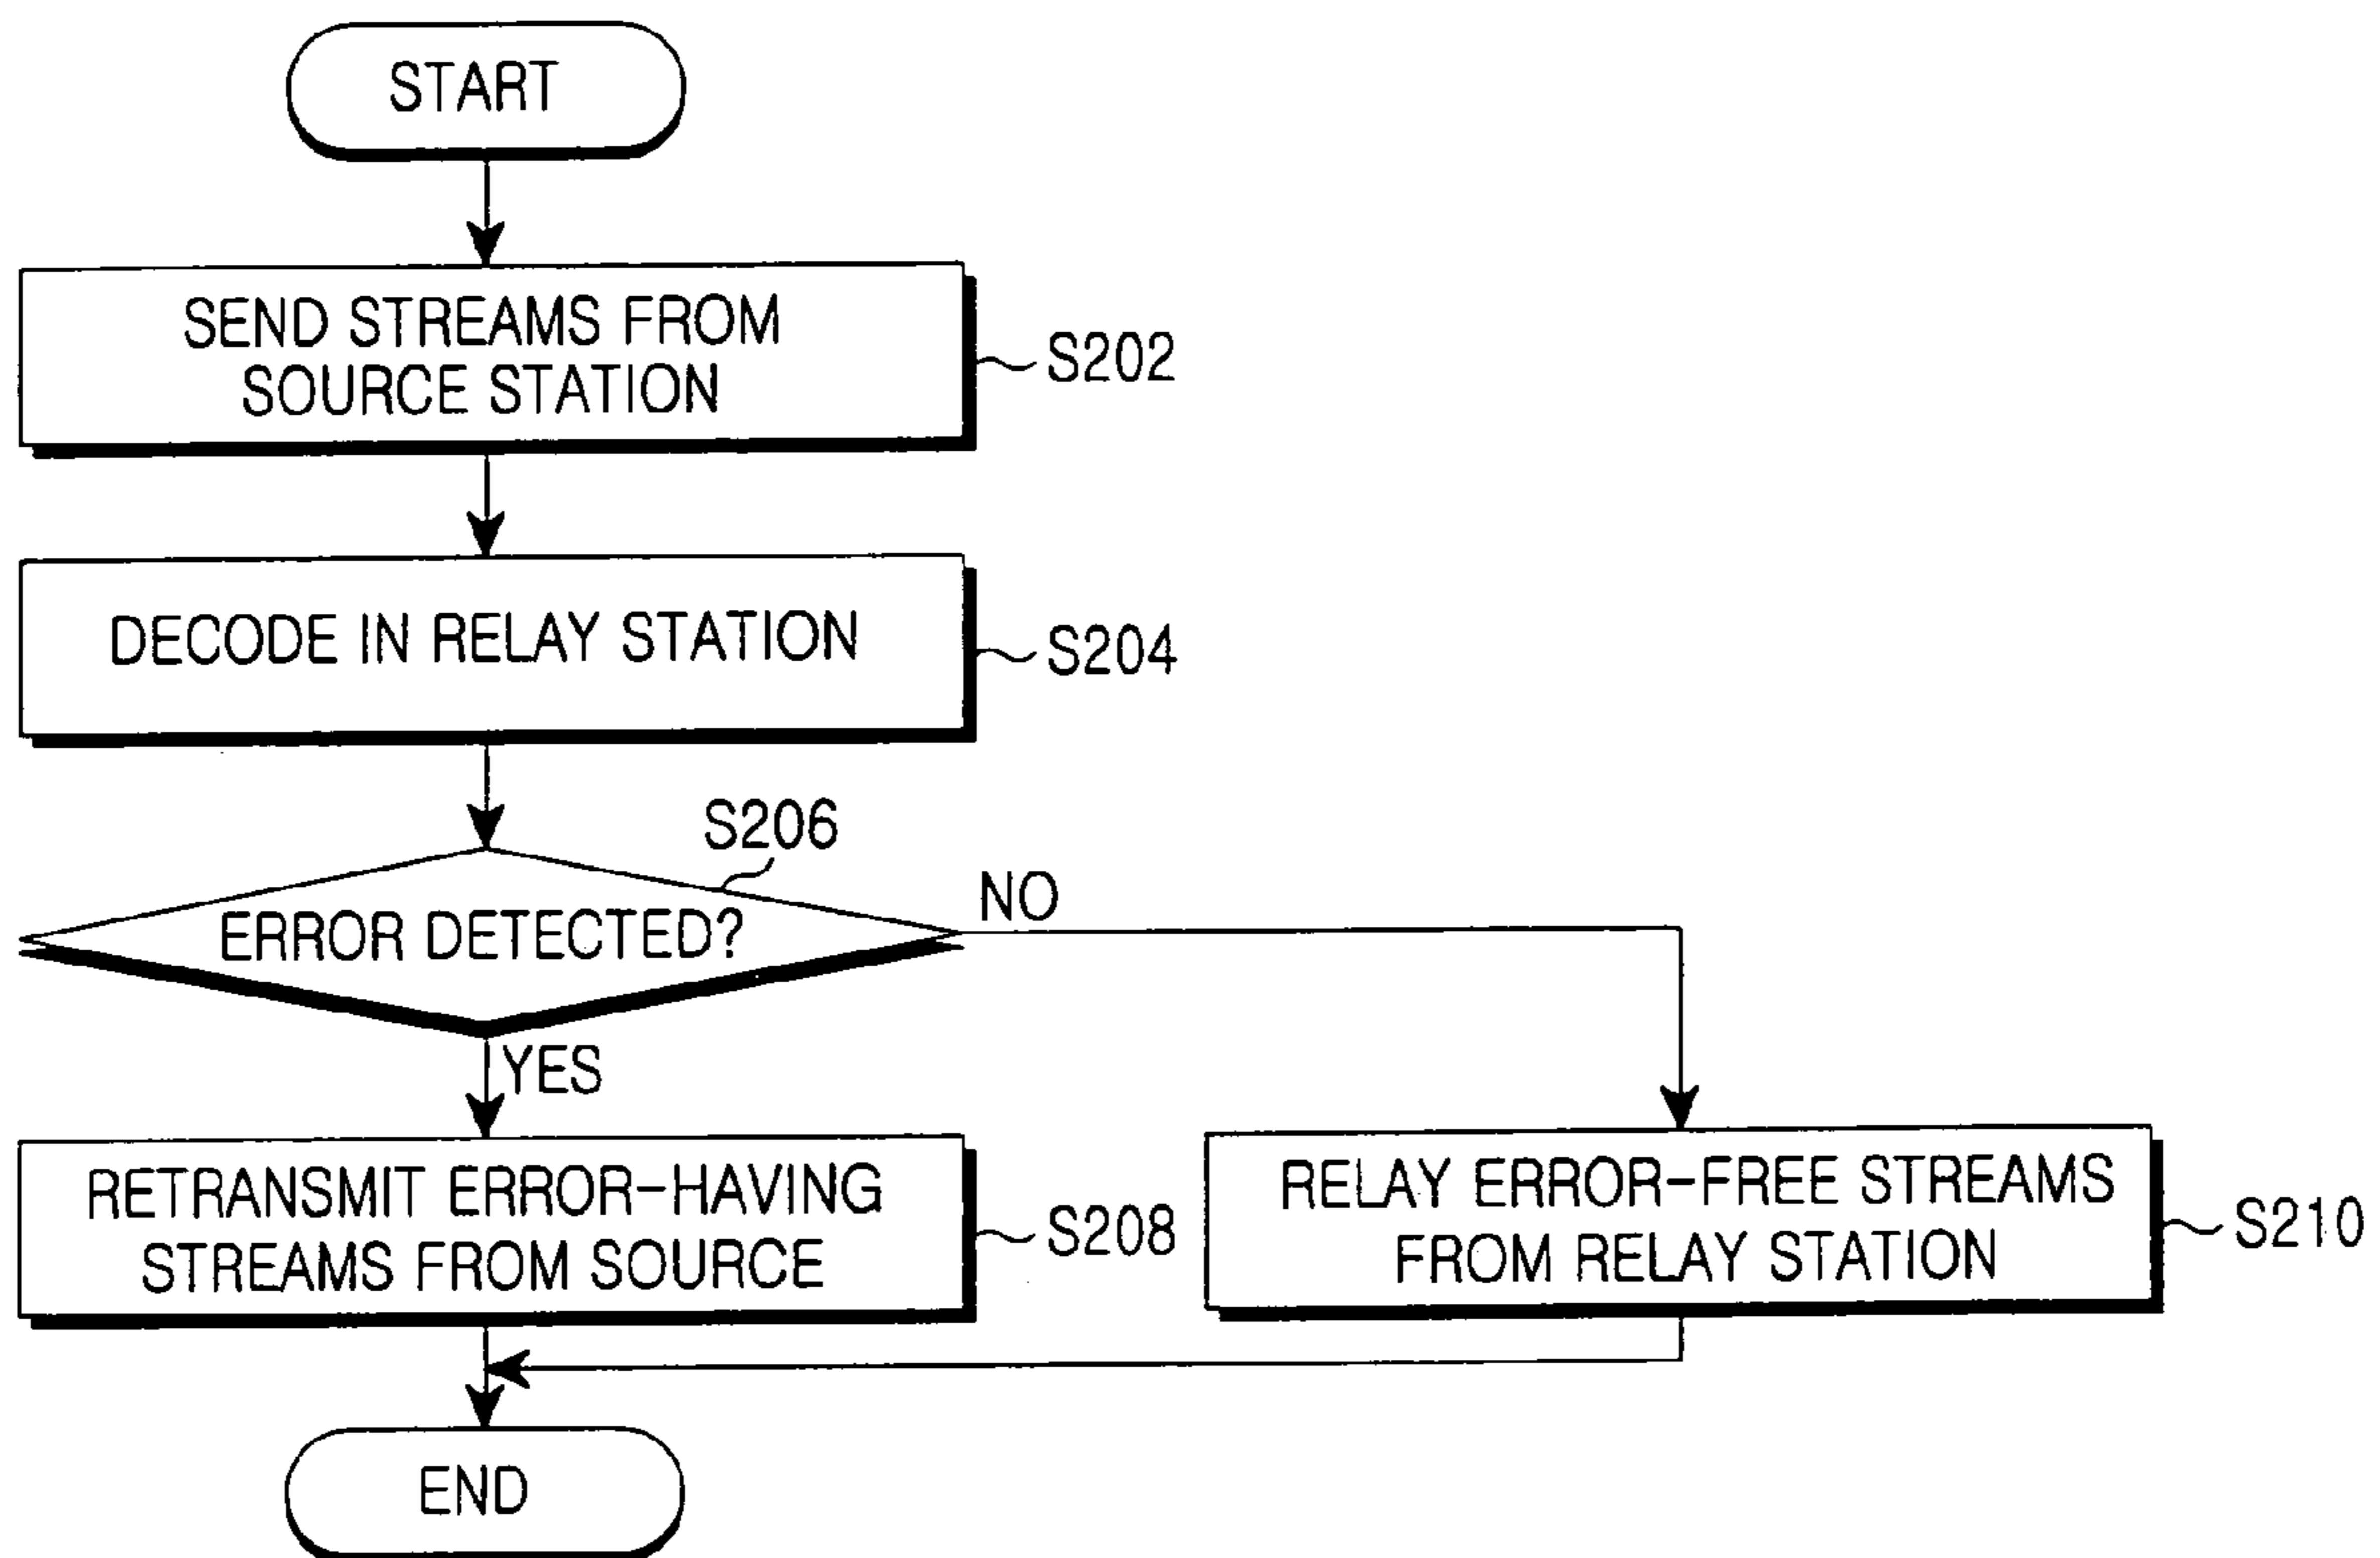 START
SEND STREAMS FROM
SOURCE STATION
S202
DECODE IN RELAY STATION
S204
S206
ERROR DETECTED?
NO
YES
RETRANSMIT ERROR-HAVING
STREAMS FROM SOURCE
S208
RELAY ERROR-FREE STREAMS
FROM RELAY STATION
S210
END